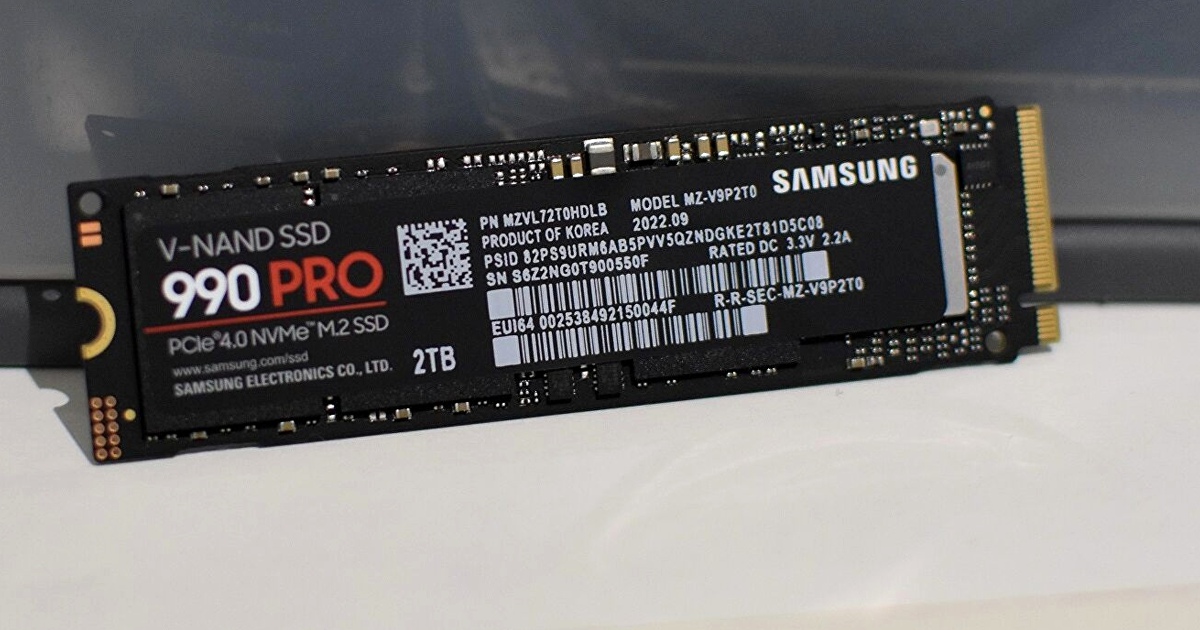 SAMSUNG
V-NAND SSD
990 PRO
PCIe®4.0 NVMe™ M.2 SSD
www.samsung.com/ssd
SAMSUNG ELECTRONICS CO., LTD.
2TB
PN MZVL72T0HDLB MODEL MZ-V9P2T0
PRODUCT OF KOREA 2022.09
PSID 82PS9URM6AB5PVV5QZNDGKE2T81D5C08
SN S6Z2NG0T900550F RATED DC 3.3V 2.2A
EUI64 002538492150044F R-R-SEC-MZ-V9P2T0